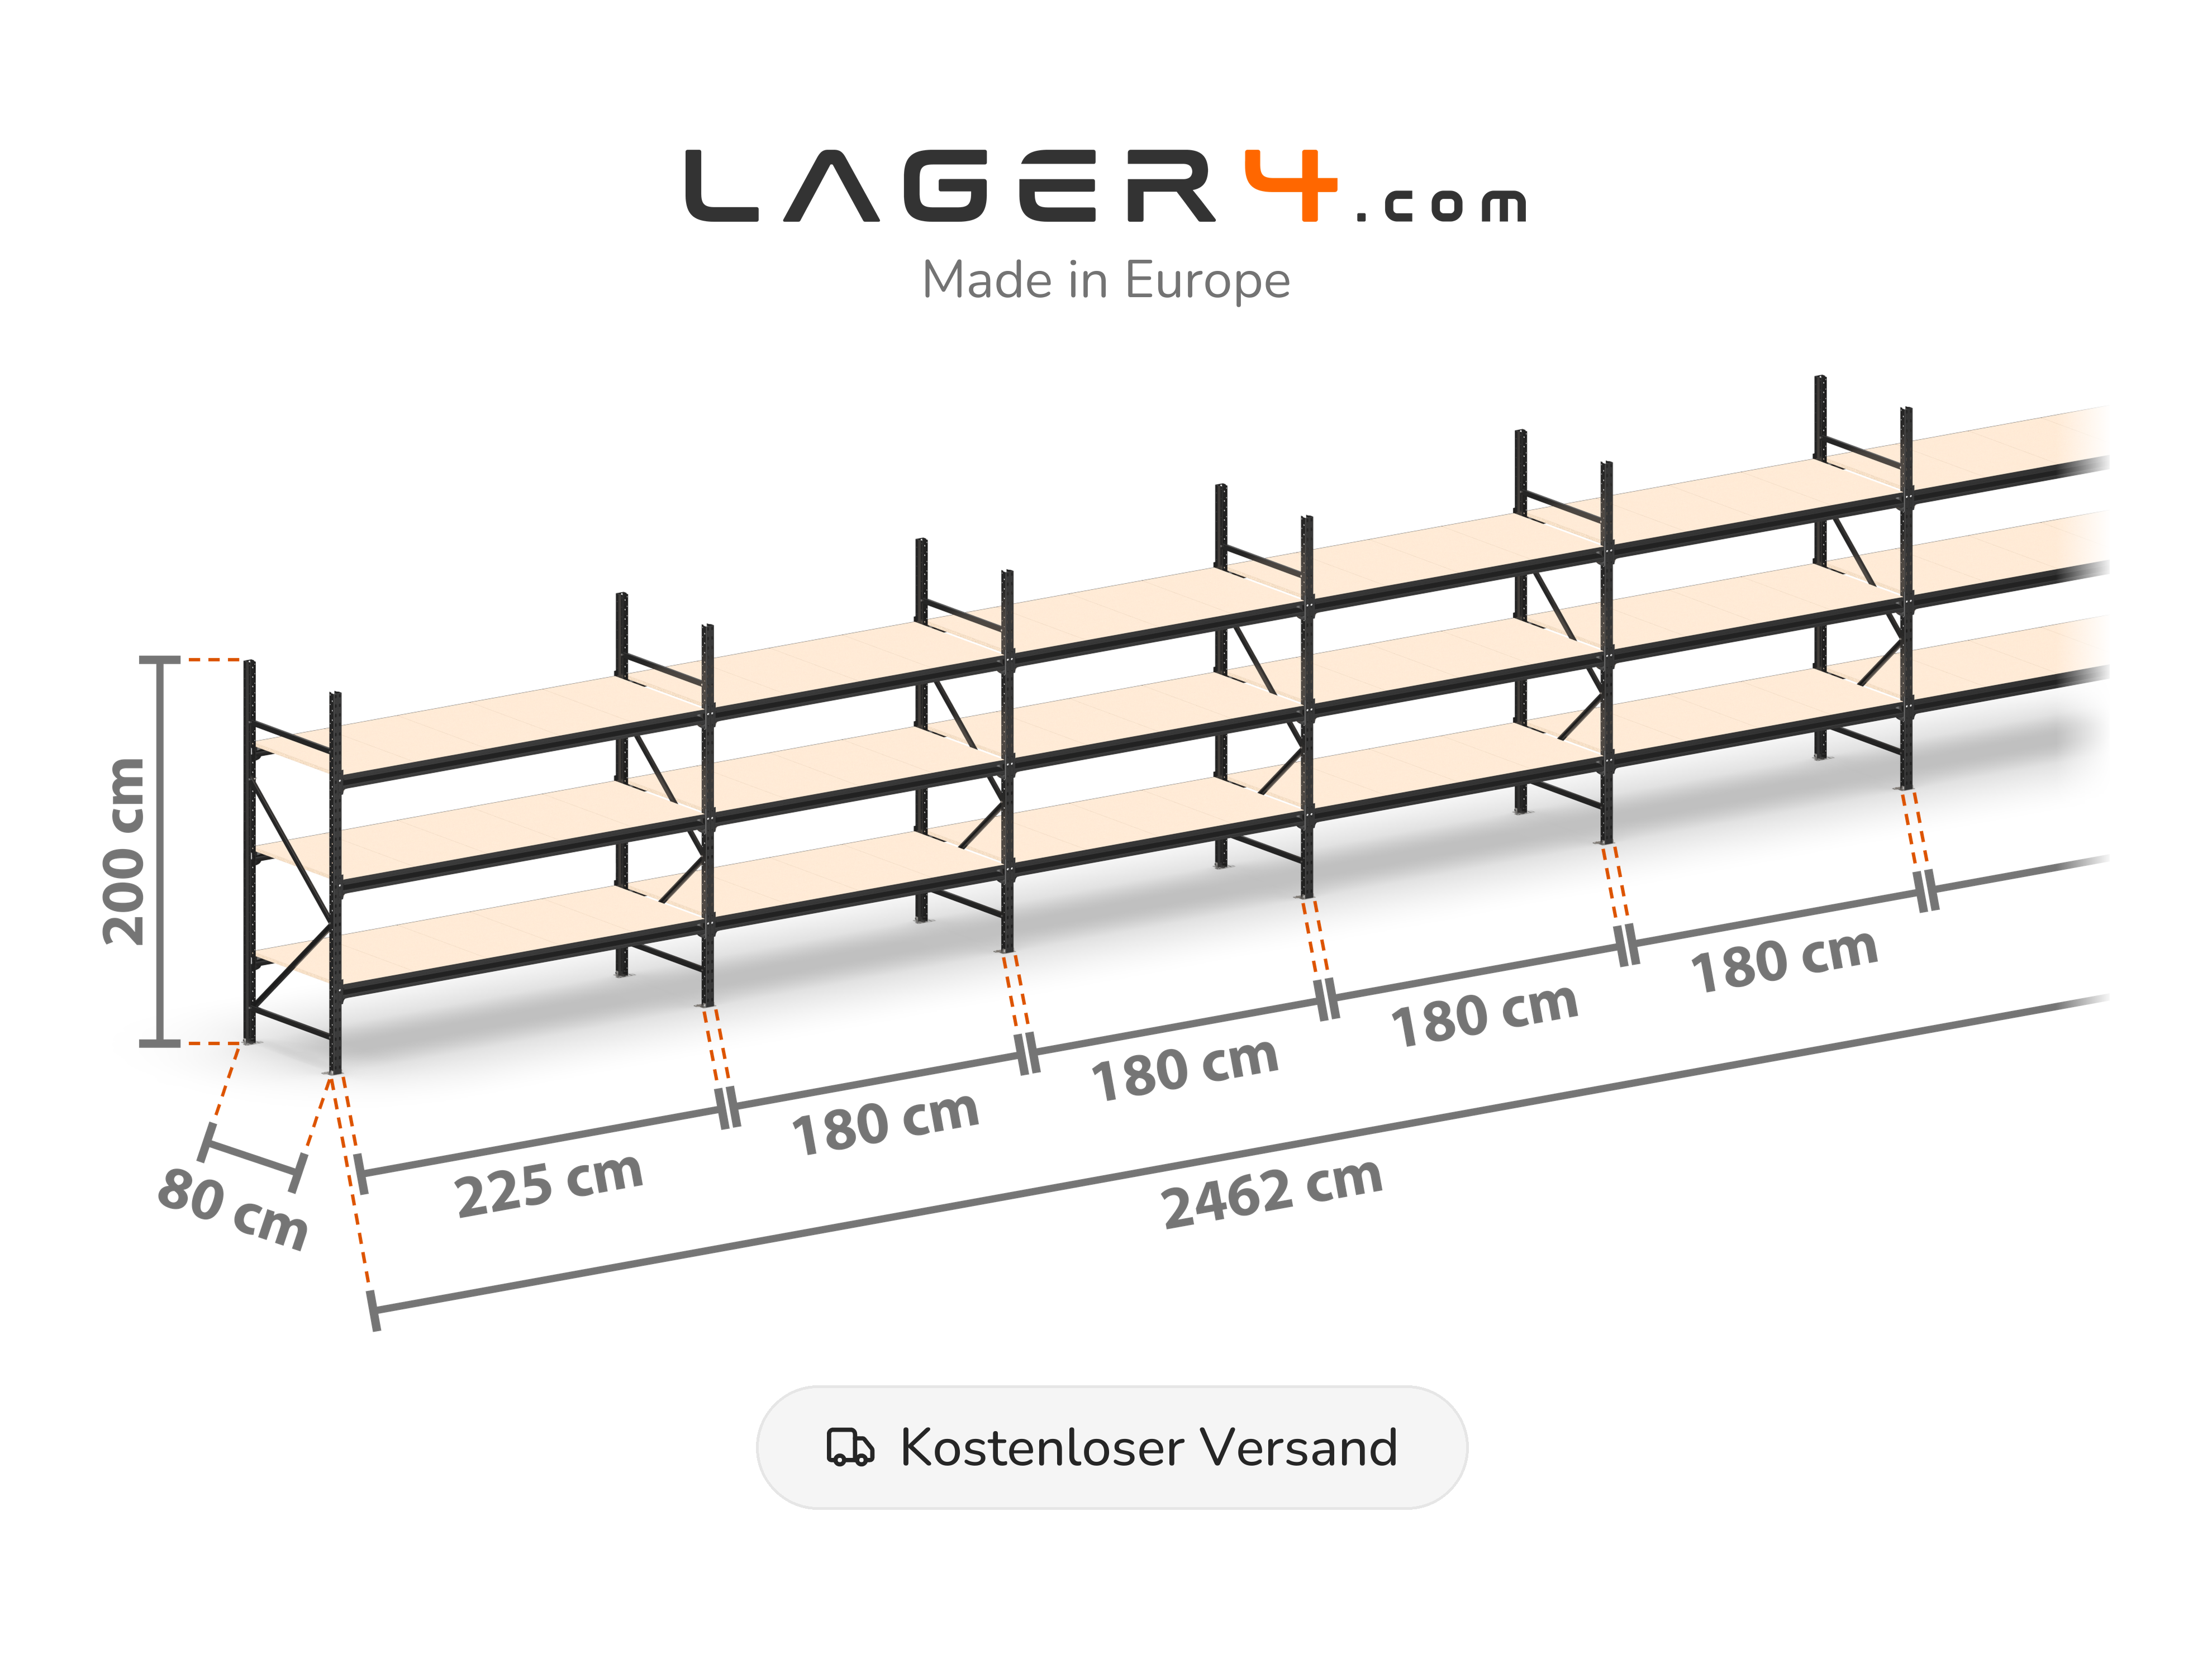 LAGER4.com
Made in Europe
200 cm
80 cm
225 cm
180 cm
180 cm
180 cm
180 cm
2462 cm
Kostenloser Versand